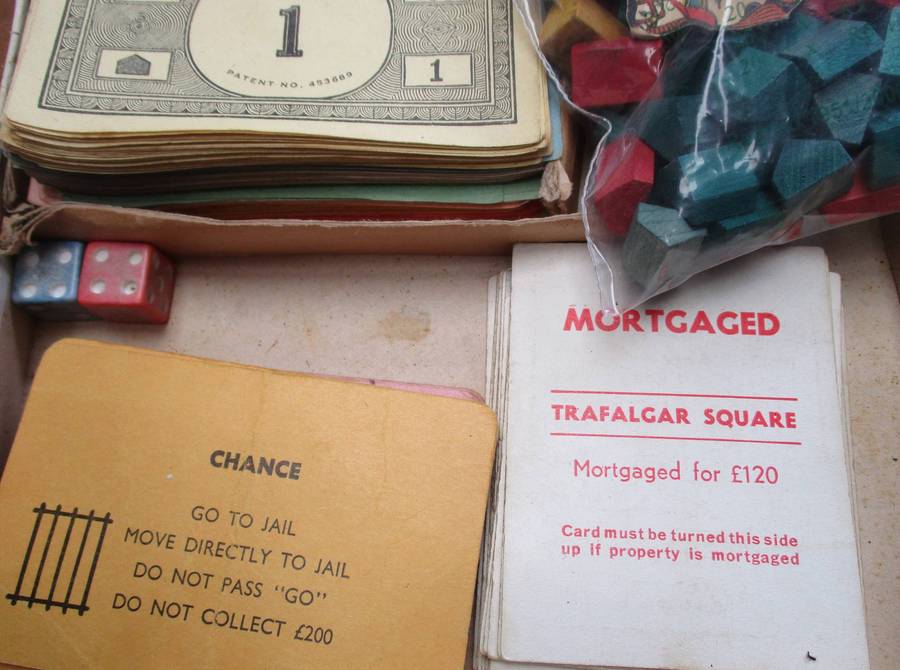 1
PATENT NO. 453689
1
MORTGAGED
TRAFALGAR SQUARE
Mortgaged for £120
Card must be turned this side
up if property is mortgaged
CHANCE
GO TO JAIL
MOVE DIRECTLY TO JAIL
DO NOT PASS "GO"
DO NOT COLLECT £200